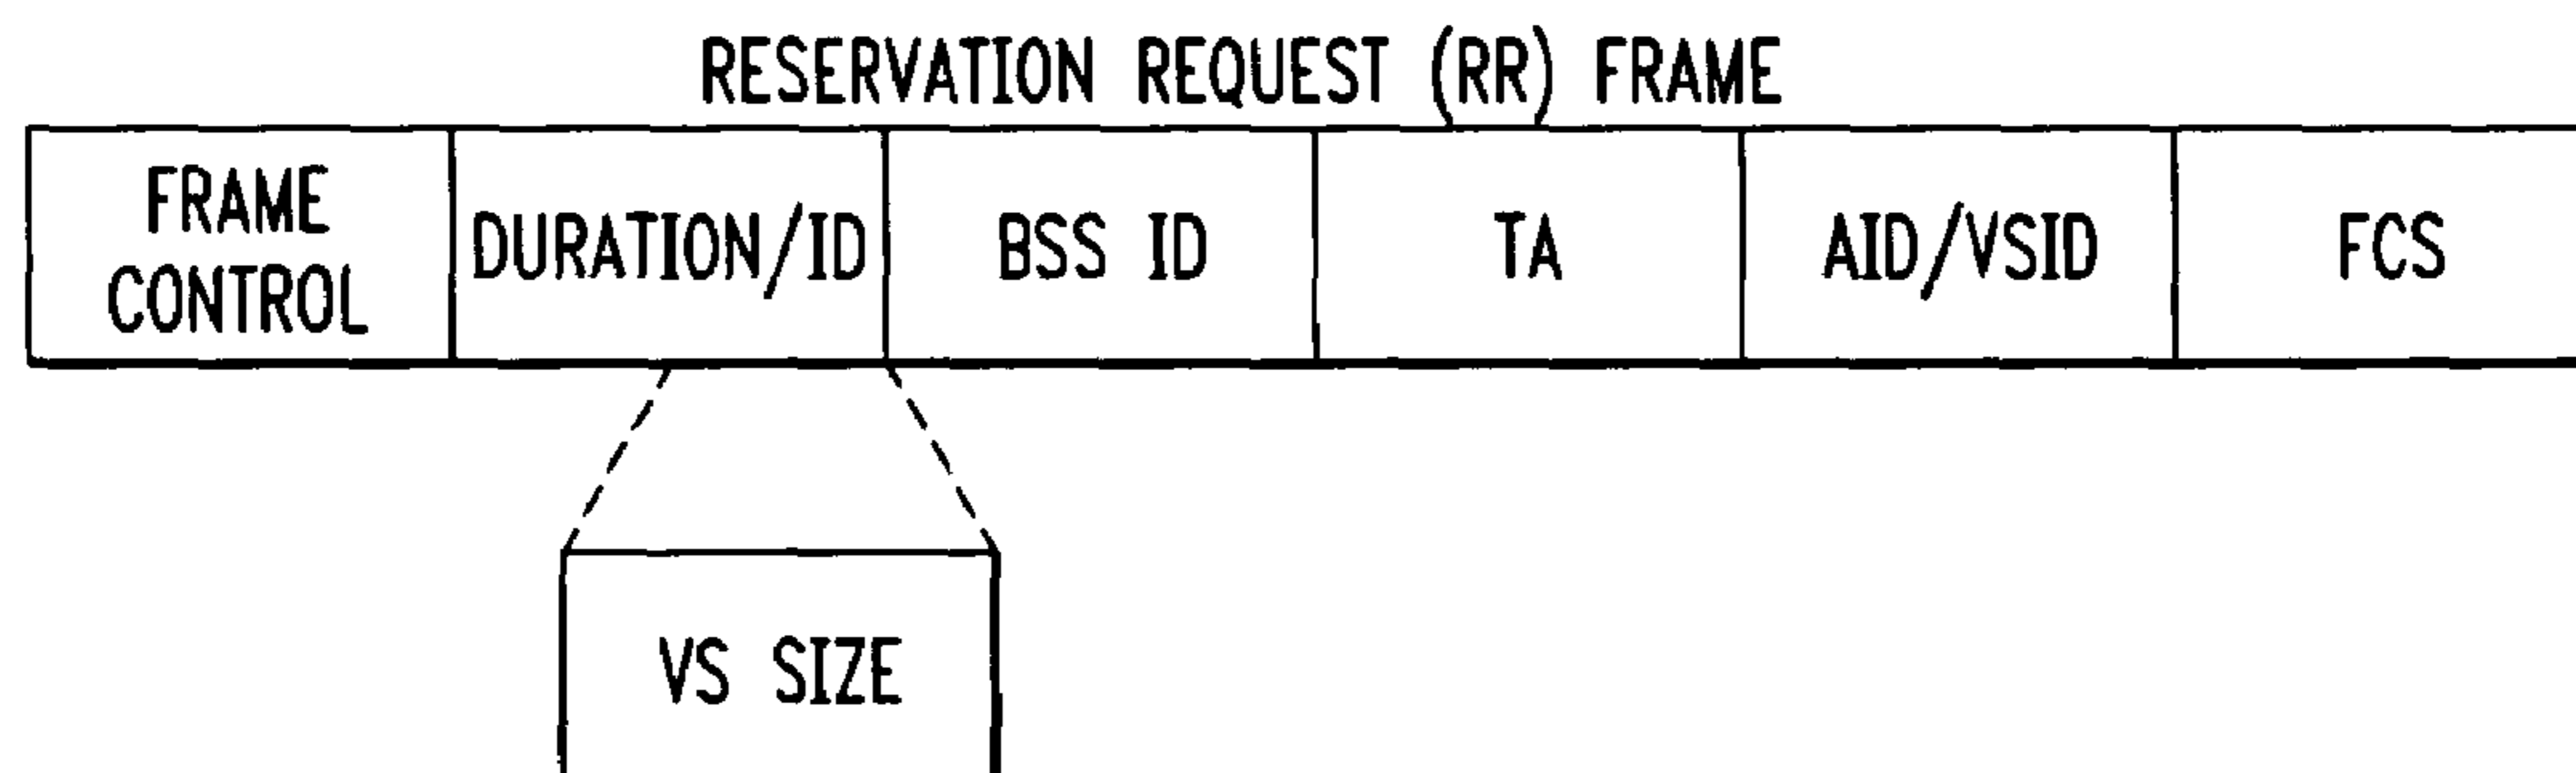 RESERVATION REQUEST (RR) FRAME
FRAME
CONTROL
DURATION/ID
BSS ID
TA
AID/VSID
FCS
VS SIZE